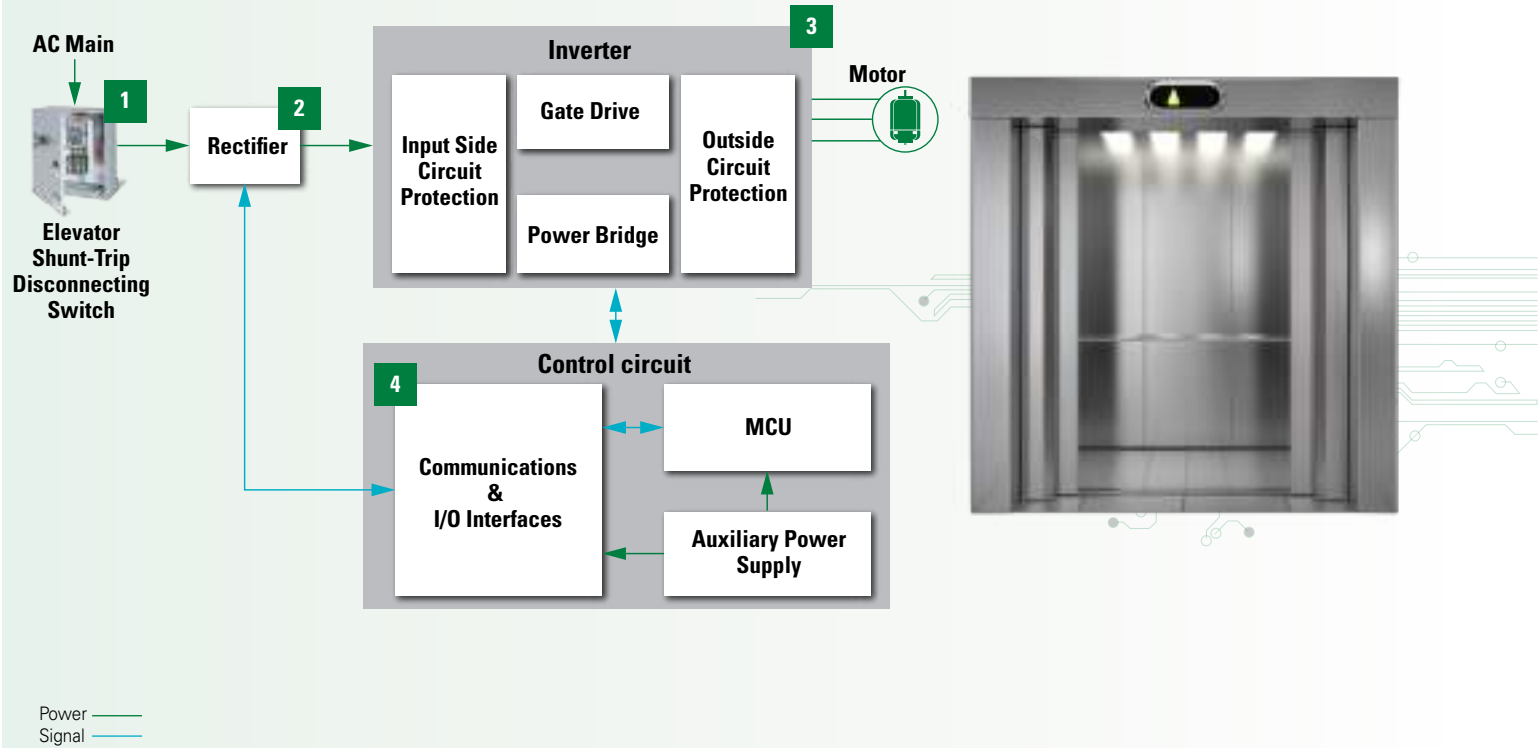 AC Main
1
Elevator
Shunt-Trip
Disconnecting
Switch
2
Rectifier
3
Inverter
Input Side
Circuit
Protection
Gate Drive
Power Bridge
Outside
Circuit
Protection
Motor
Control circuit
4
Communications
&
I/O Interfaces
MCU
Auxiliary Power
Supply
Power
Signal